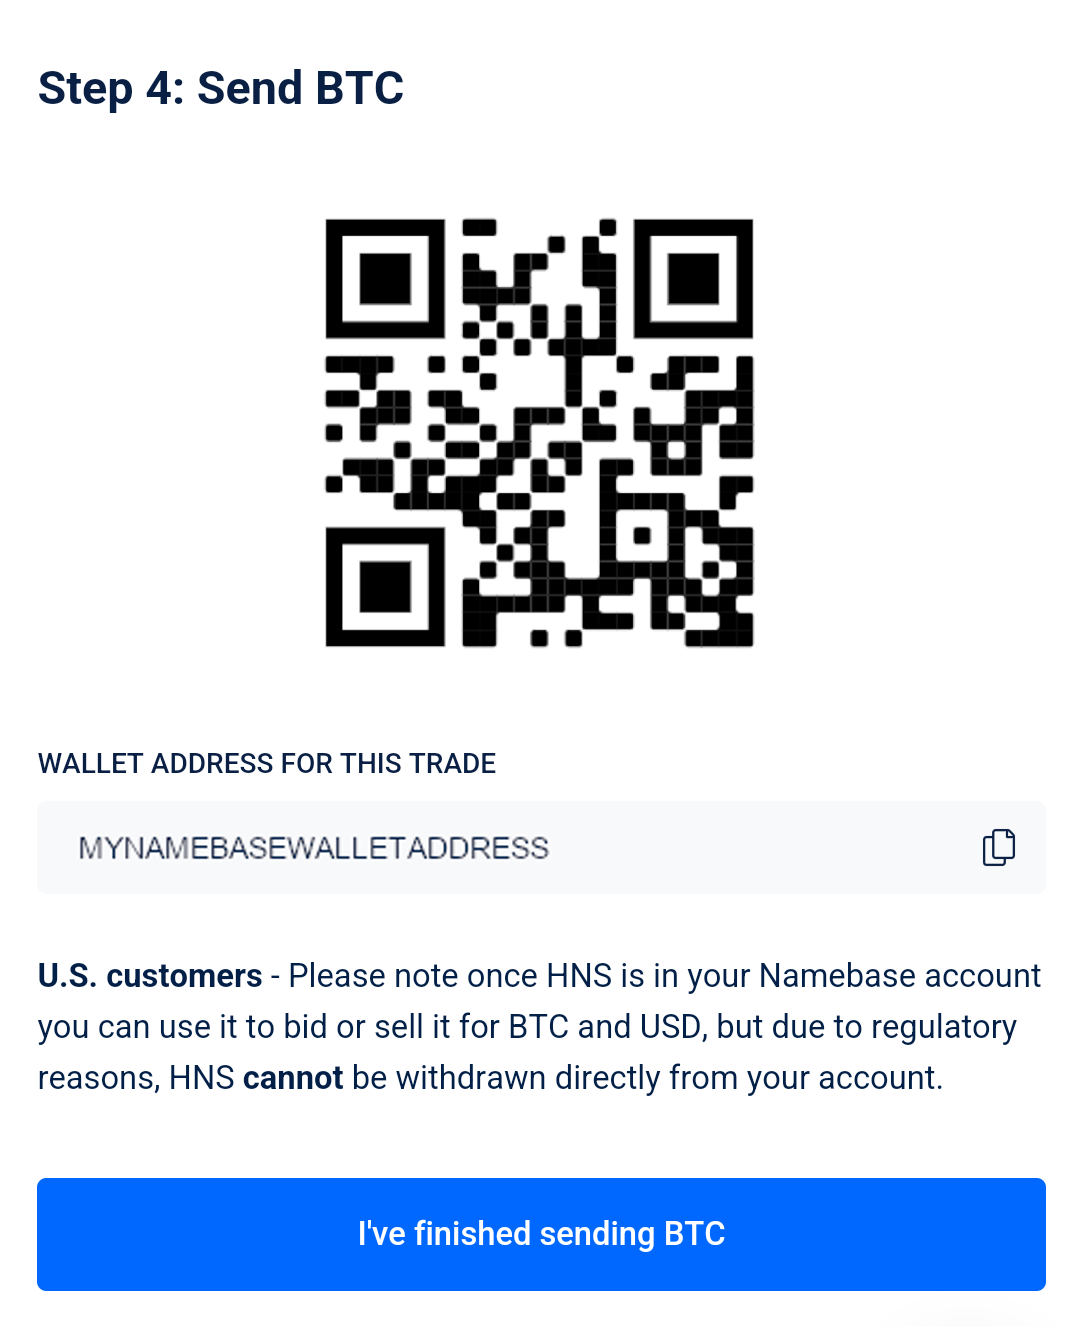 Step 4: Send BTC
WALLET ADDRESS FOR THIS TRADE
MYNAMEBASEWALLETADDRESS
U.S. customers - Please note once HNS is in your Namebase account
you can use it to bid or sell it for BTC and USD, but due to regulatory
reasons, HNS cannot be withdrawn directly from your account.
I've finished sending BTC